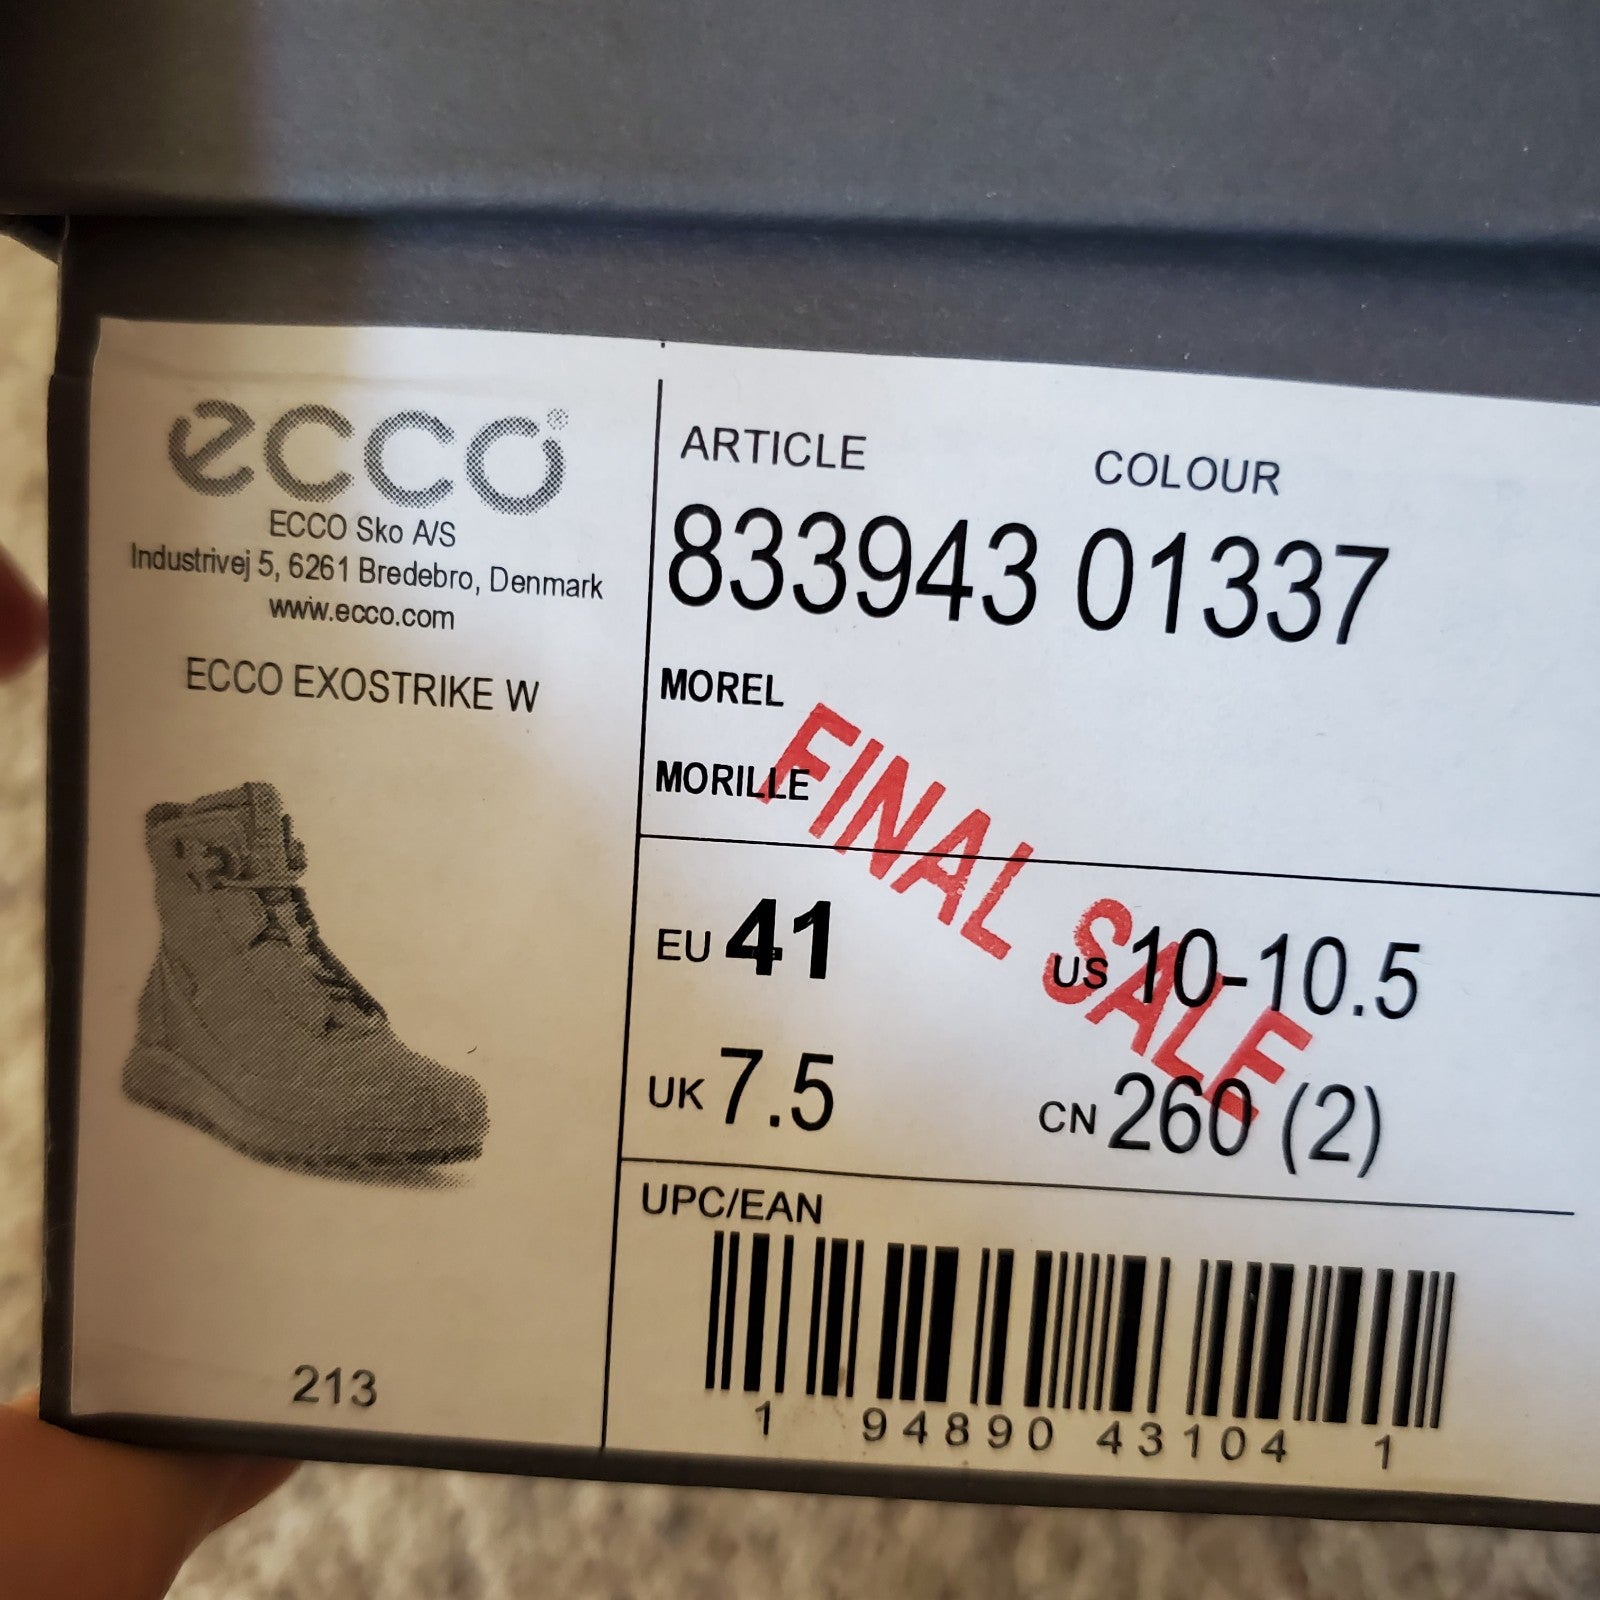 ecco®
ECCO Sko A/S
Industrivej 5, 6261 Bredebro, Denmark
www.ecco.com
ECCO EXOSTRIKE W
213
ARTICLE COLOUR
833943 01337
MOREL
MORILLE
FINAL SALE
EU 41 US 10-10.5
UK 7.5 CN 260 (2)
UPC/EAN
1 94890 43104 1